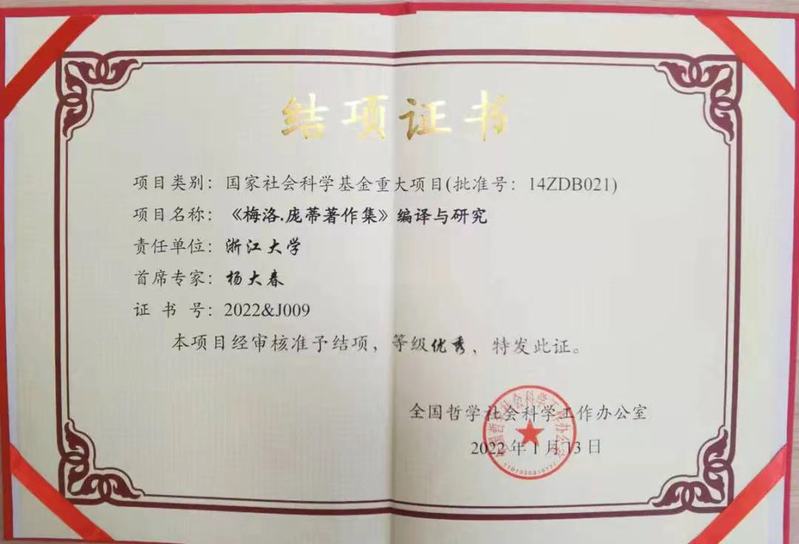 结项证书
项目类别：国家社会科学基金重大项目(批准号：14ZDB021)
项目名称：《梅洛.庞蒂著作集》编译与研究
责任单位：浙江大学
首席专家：杨大春
证 书 号：2022&J009
本项目经审核准予结项，等级优秀，特发此证。
全国哲学社会科学工作办公室
2022年1月13日